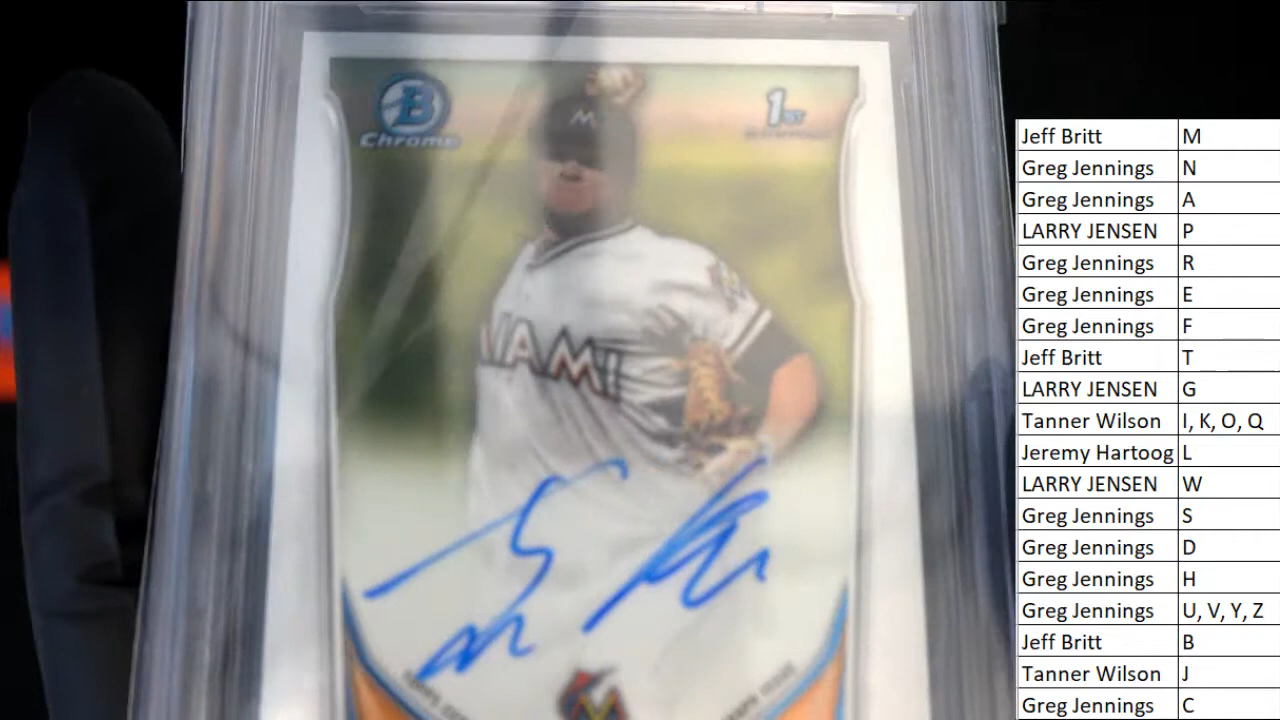 B
Chrome
1ST
M
MIAMI
Jeff Britt M
Greg Jennings N
Greg Jennings A
LARRY JENSEN P
Greg Jennings R
Greg Jennings E
Greg Jennings F
Jeff Britt T
LARRY JENSEN G
Tanner Wilson I, K, O, Q
Jeremy Hartoog L
LARRY JENSEN W
Greg Jennings S
Greg Jennings D
Greg Jennings H
Greg Jennings U, V, Y, Z
Jeff Britt B
Tanner Wilson J
Greg Jennings C